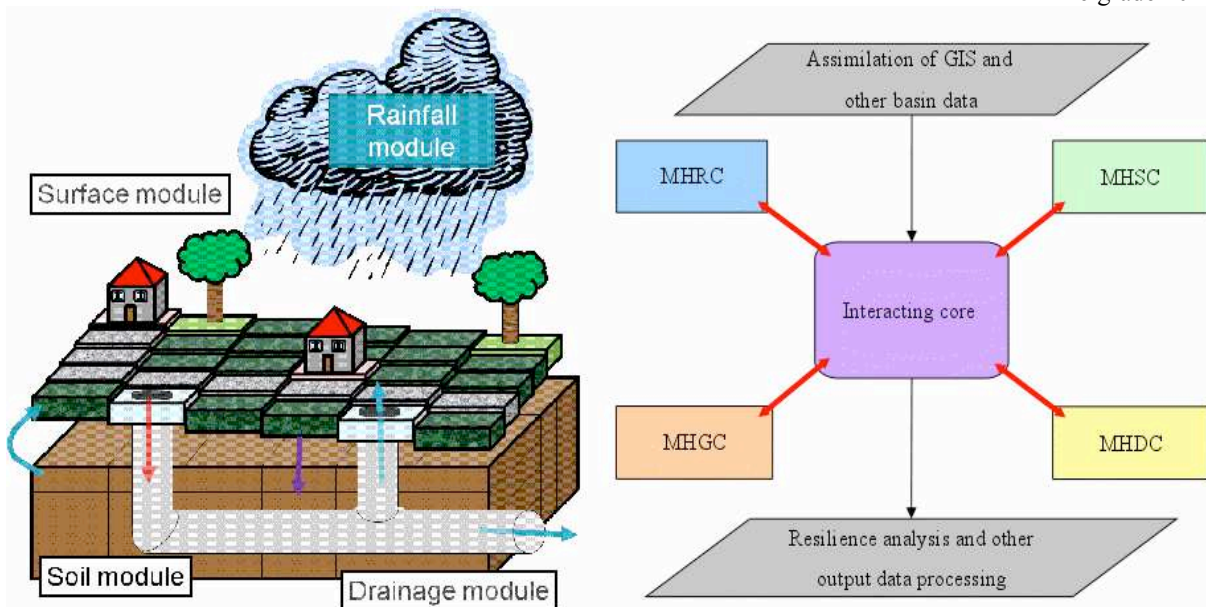 Rainfall
module
Surface module
Soil module
Drainage module
Assimilation of GIS and
other basin data
MHRC
MHSC
Interacting core
MHGC
MHDC
Resilience analysis and other
output data processing